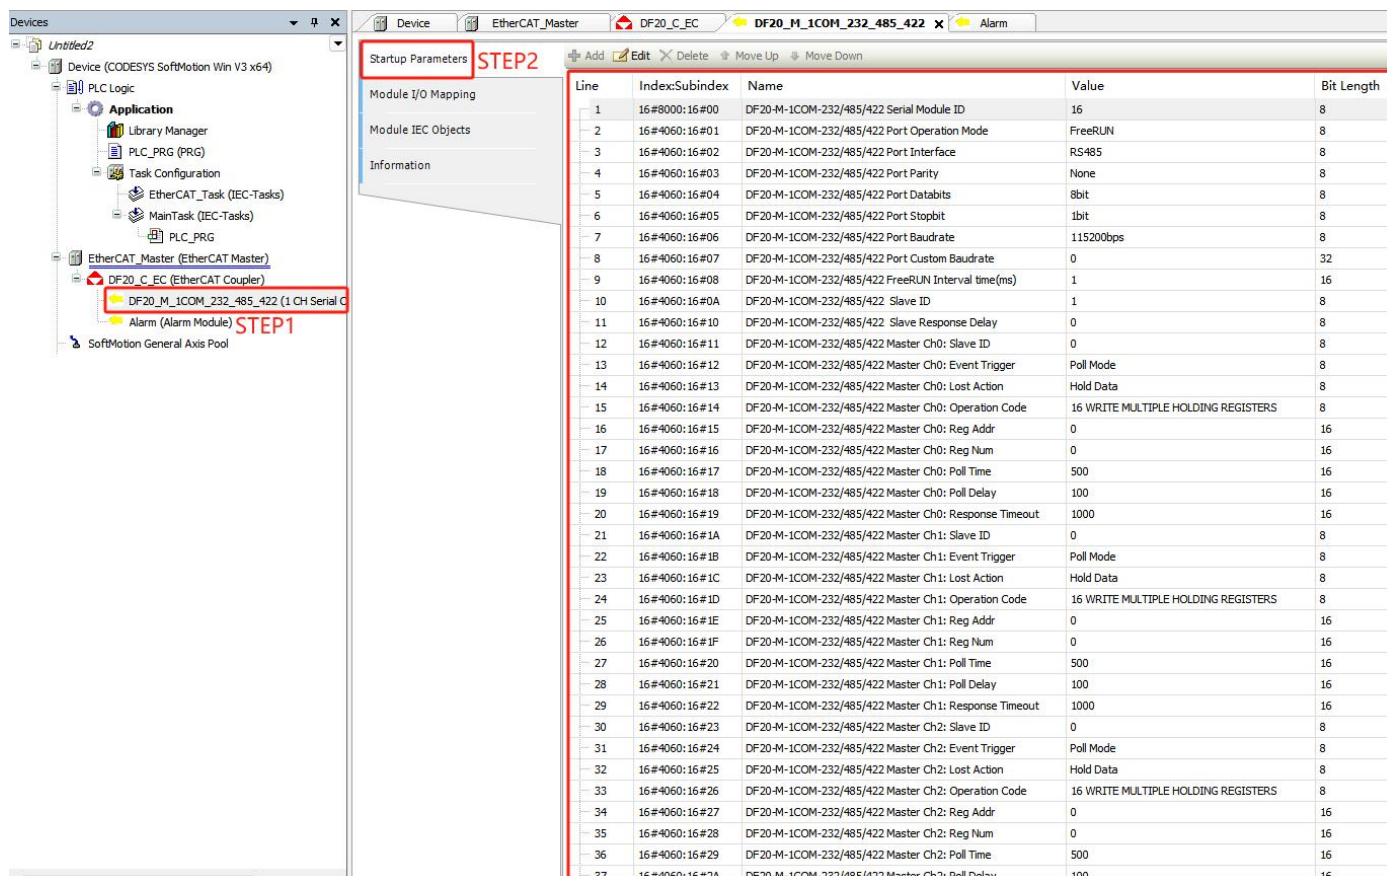 Devices
Untitled2
Device (CODESYS SoftMotion Win V3 x64)
PLC Logic
Application
Library Manager
PLC_PRG (PRG)
Task Configuration
EtherCAT_Task (IEC-Tasks)
MainTask (IEC-Tasks)
PLC_PRG
EtherCAT_Master (EtherCAT Master)
DF20_C_EC (EtherCAT Coupler)
DF20_M_1COM_232_485_422 (1 CH Serial C
Alarm (Alarm Module) STEP1
SoftMotion General Axis Pool
Device EtherCAT_Master DF20_C_EC DF20_M_1COM_232_485_422 Alarm
Startup Parameters STEP2
Module I/O Mapping
Module IEC Objects
Information
Add Edit Delete Move Up Move Down
Line Index:Subindex Name Value Bit Length
1 16#8000:16#00 DF20-M-1COM-232/485/422 Serial Module ID 16 8
2 16#4060:16#01 DF20-M-1COM-232/485/422 Port Operation Mode FreeRUN 8
3 16#4060:16#02 DF20-M-1COM-232/485/422 Port Interface RS485 8
4 16#4060:16#03 DF20-M-1COM-232/485/422 Port Parity None 8
5 16#4060:16#04 DF20-M-1COM-232/485/422 Port Databits 8bit 8
6 16#4060:16#05 DF20-M-1COM-232/485/422 Port Stopbit 1bit 8
7 16#4060:16#06 DF20-M-1COM-232/485/422 Port Baudrate 115200bps 8
8 16#4060:16#07 DF20-M-1COM-232/485/422 Port Custom Baudrate 0 32
9 16#4060:16#08 DF20-M-1COM-232/485/422 FreeRUN Interval time(ms) 1 16
10 16#4060:16#0A DF20-M-1COM-232/485/422 Slave ID 1 8
11 16#4060:16#10 DF20-M-1COM-232/485/422 Slave Response Delay 0 8
12 16#4060:16#11 DF20-M-1COM-232/485/422 Master Ch0: Slave ID 0 8
13 16#4060:16#12 DF20-M-1COM-232/485/422 Master Ch0: Event Trigger Poll Mode 8
14 16#4060:16#13 DF20-M-1COM-232/485/422 Master Ch0: Lost Action Hold Data 8
15 16#4060:16#14 DF20-M-1COM-232/485/422 Master Ch0: Operation Code 16 WRITE MULTIPLE HOLDING REGISTERS 8
16 16#4060:16#15 DF20-M-1COM-232/485/422 Master Ch0: Reg Addr 0 16
17 16#4060:16#16 DF20-M-1COM-232/485/422 Master Ch0: Reg Num 0 16
18 16#4060:16#17 DF20-M-1COM-232/485/422 Master Ch0: Poll Time 500 16
19 16#4060:16#18 DF20-M-1COM-232/485/422 Master Ch0: Poll Delay 100 16
20 16#4060:16#19 DF20-M-1COM-232/485/422 Master Ch0: Response Timeout 1000 16
21 16#4060:16#1A DF20-M-1COM-232/485/422 Master Ch1: Slave ID 0 8
22 16#4060:16#1B DF20-M-1COM-232/485/422 Master Ch1: Event Trigger Poll Mode 8
23 16#4060:16#1C DF20-M-1COM-232/485/422 Master Ch1: Lost Action Hold Data 8
24 16#4060:16#1D DF20-M-1COM-232/485/422 Master Ch1: Operation Code 16 WRITE MULTIPLE HOLDING REGISTERS 8
25 16#4060:16#1E DF20-M-1COM-232/485/422 Master Ch1: Reg Addr 0 16
26 16#4060:16#1F DF20-M-1COM-232/485/422 Master Ch1: Reg Num 0 16
27 16#4060:16#20 DF20-M-1COM-232/485/422 Master Ch1: Poll Time 500 16
28 16#4060:16#21 DF20-M-1COM-232/485/422 Master Ch1: Poll Delay 100 16
29 16#4060:16#22 DF20-M-1COM-232/485/422 Master Ch1: Response Timeout 1000 16
30 16#4060:16#23 DF20-M-1COM-232/485/422 Master Ch2: Slave ID 0 8
31 16#4060:16#24 DF20-M-1COM-232/485/422 Master Ch2: Event Trigger Poll Mode 8
32 16#4060:16#25 DF20-M-1COM-232/485/422 Master Ch2: Lost Action Hold Data 8
33 16#4060:16#26 DF20-M-1COM-232/485/422 Master Ch2: Operation Code 16 WRITE MULTIPLE HOLDING REGISTERS 8
34 16#4060:16#27 DF20-M-1COM-232/485/422 Master Ch2: Reg Addr 0 16
35 16#4060:16#28 DF20-M-1COM-232/485/422 Master Ch2: Reg Num 0 16
36 16#4060:16#29 DF20-M-1COM-232/485/422 Master Ch2: Poll Time 500 16
37 16#4060:16#2A DF20-M-1COM-232/485/422 Master Ch2: Poll Delay 100 16